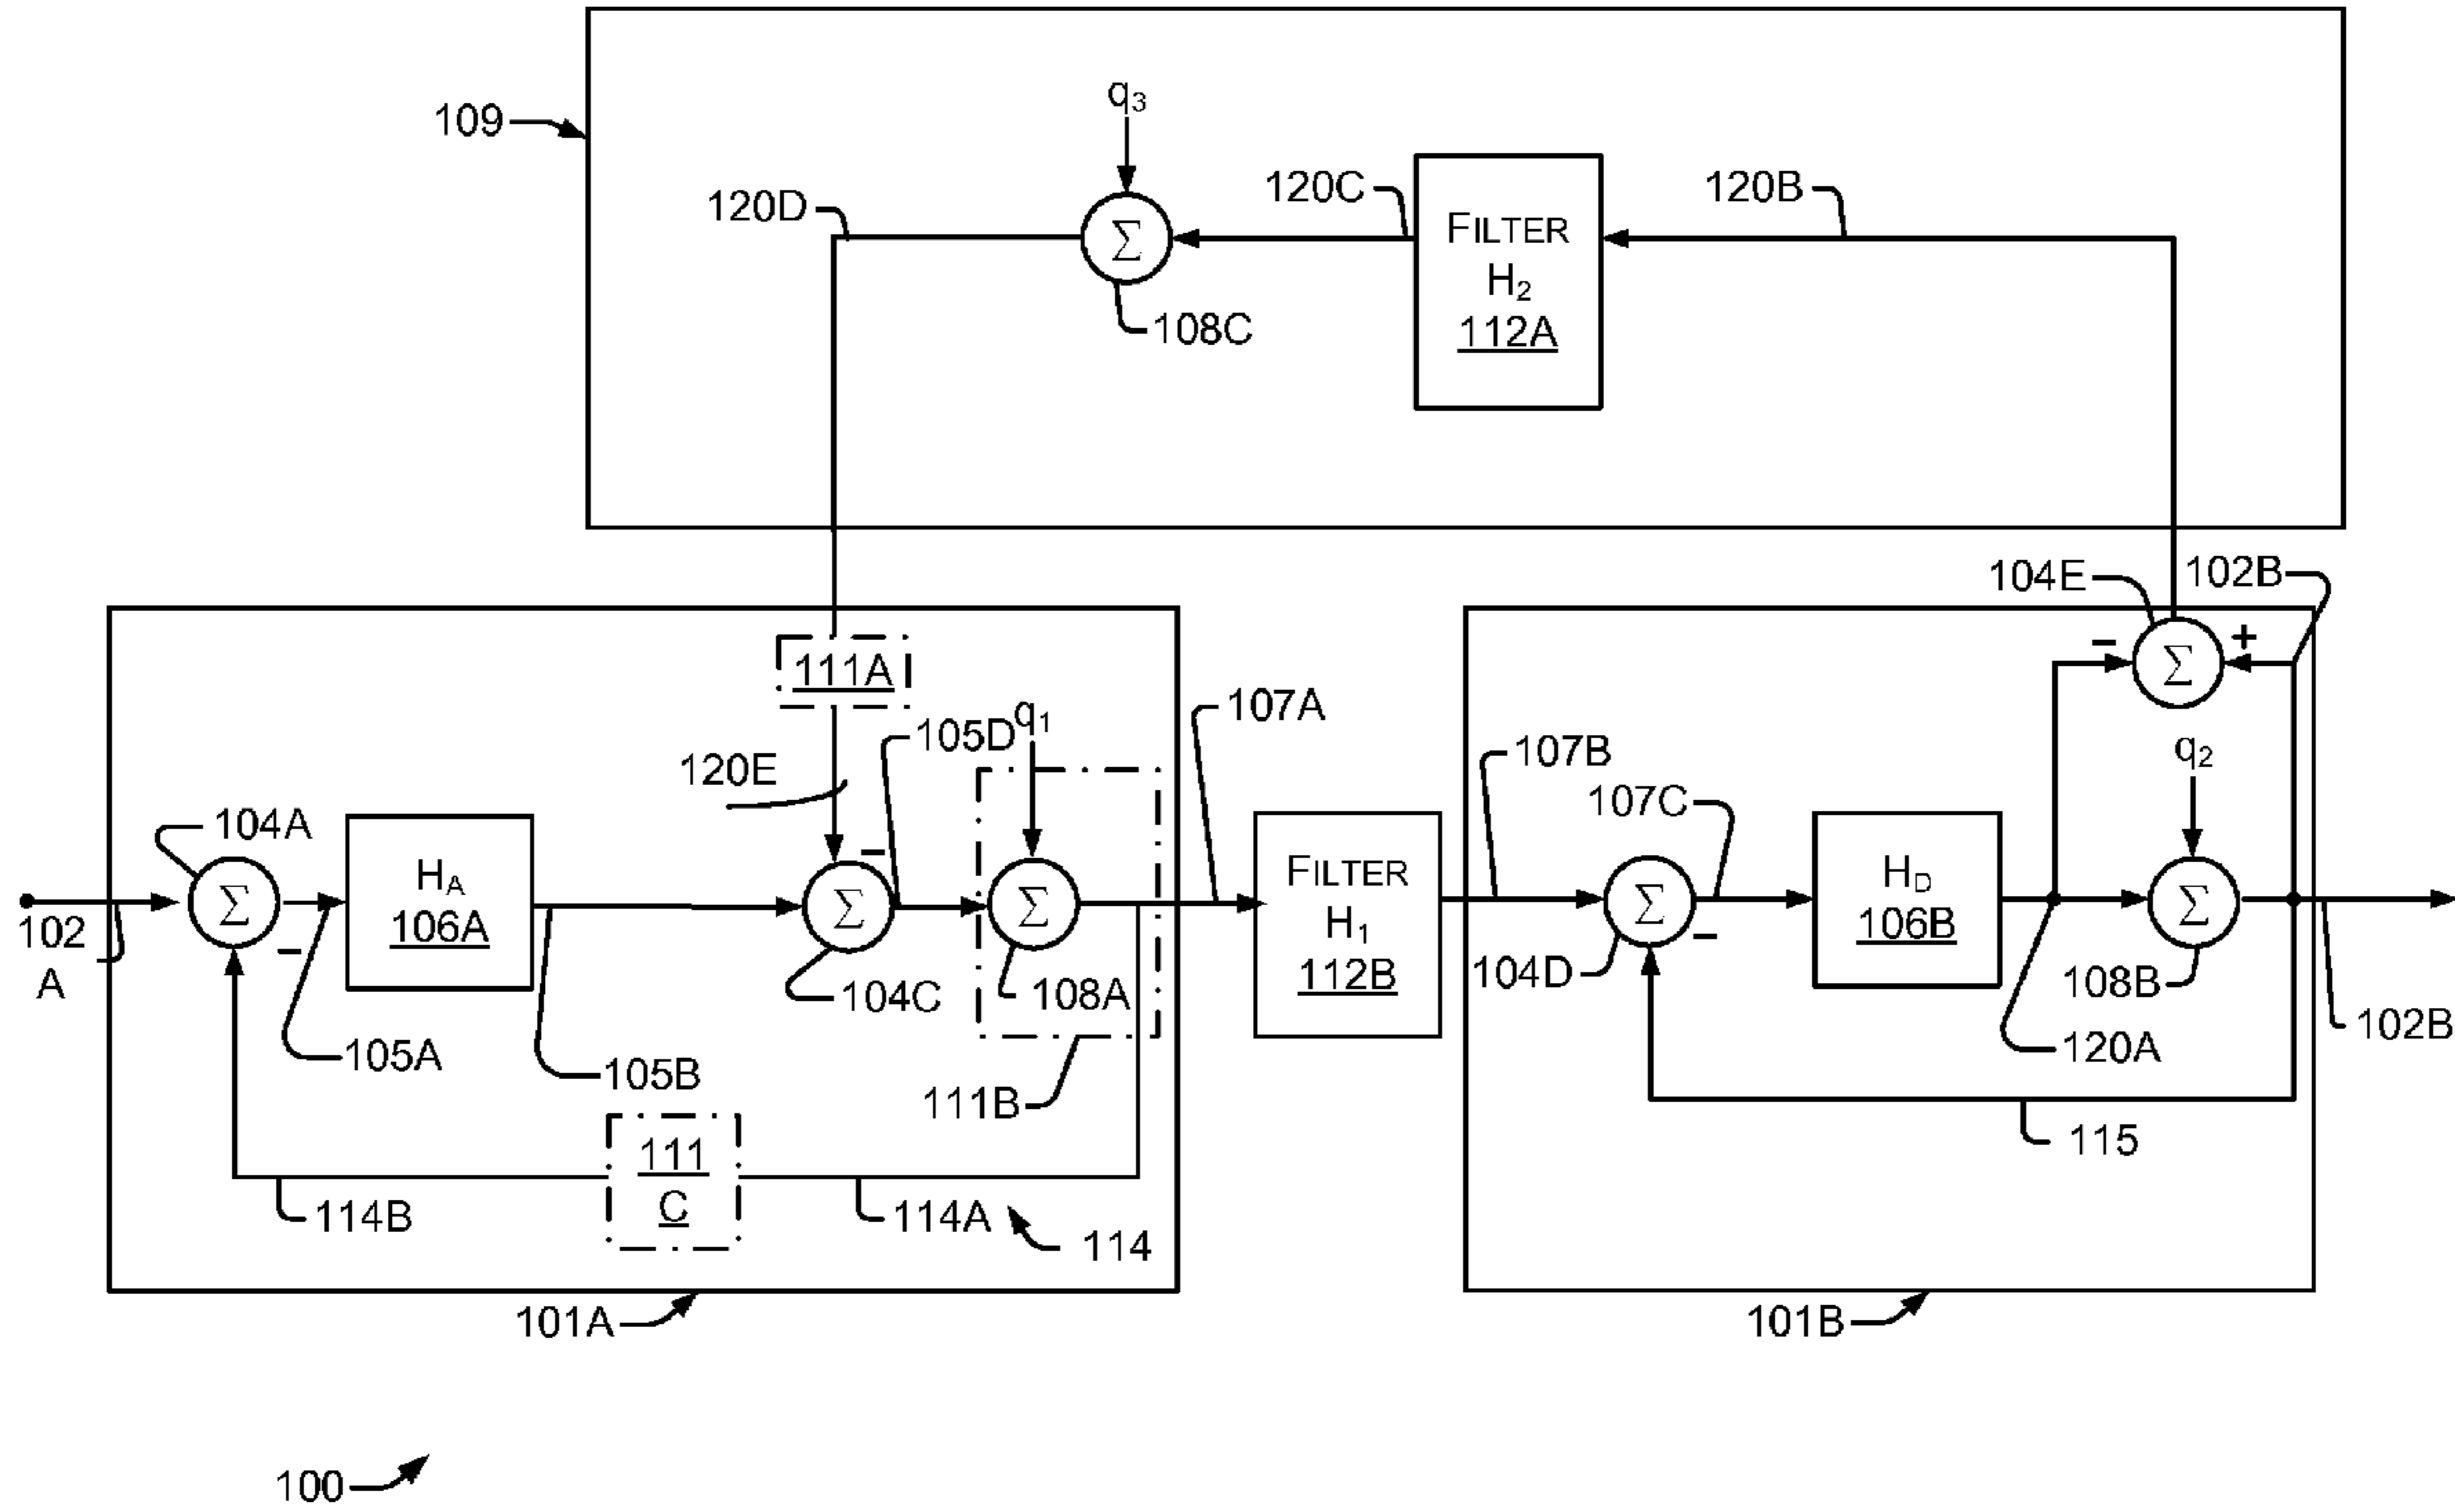 q3
109
120D
120C
120B
FILTER
H2
112A
Σ
108C
104E
102B
111A
-
+
Σ
105D
q1
107A
107B
q2
120E
107C
104A
-
HA
106A
FILTER
H1
112B
HD
106B
Σ
Σ
Σ
Σ
Σ
102
A
-
-
104C
108A
104D
108B
105A
105B
120A
102B
111B
111
C
115
114B
114A
114
101A
101B
100